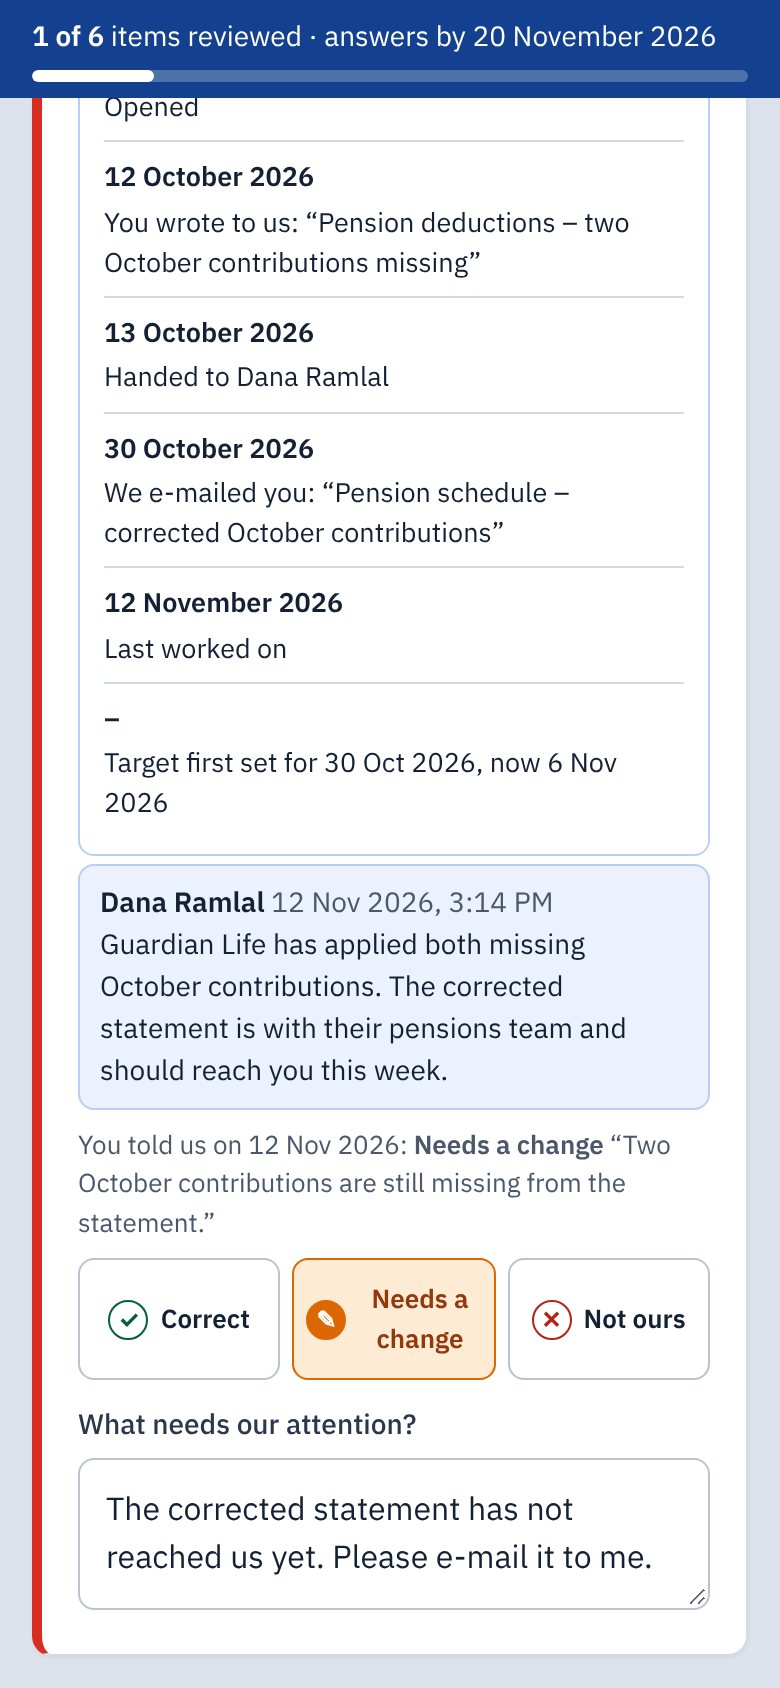 1 of 6 items reviewed · answers by 20 November 2026
Opened
12 October 2026
You wrote to us: “Pension deductions – two
October contributions missing”
13 October 2026
Handed to Dana Ramlal
30 October 2026
We e-mailed you: “Pension schedule –
corrected October contributions”
12 November 2026
Last worked on
–
Target first set for 30 Oct 2026, now 6 Nov
2026
Dana Ramlal 12 Nov 2026, 3:14 PM
Guardian Life has applied both missing
October contributions. The corrected
statement is with their pensions team and
should reach you this week.
You told us on 12 Nov 2026: Needs a change “Two
October contributions are still missing from the
statement.”
Correct
Needs a
change
Not ours
What needs our attention?
The corrected statement has not
reached us yet. Please e-mail it to me.